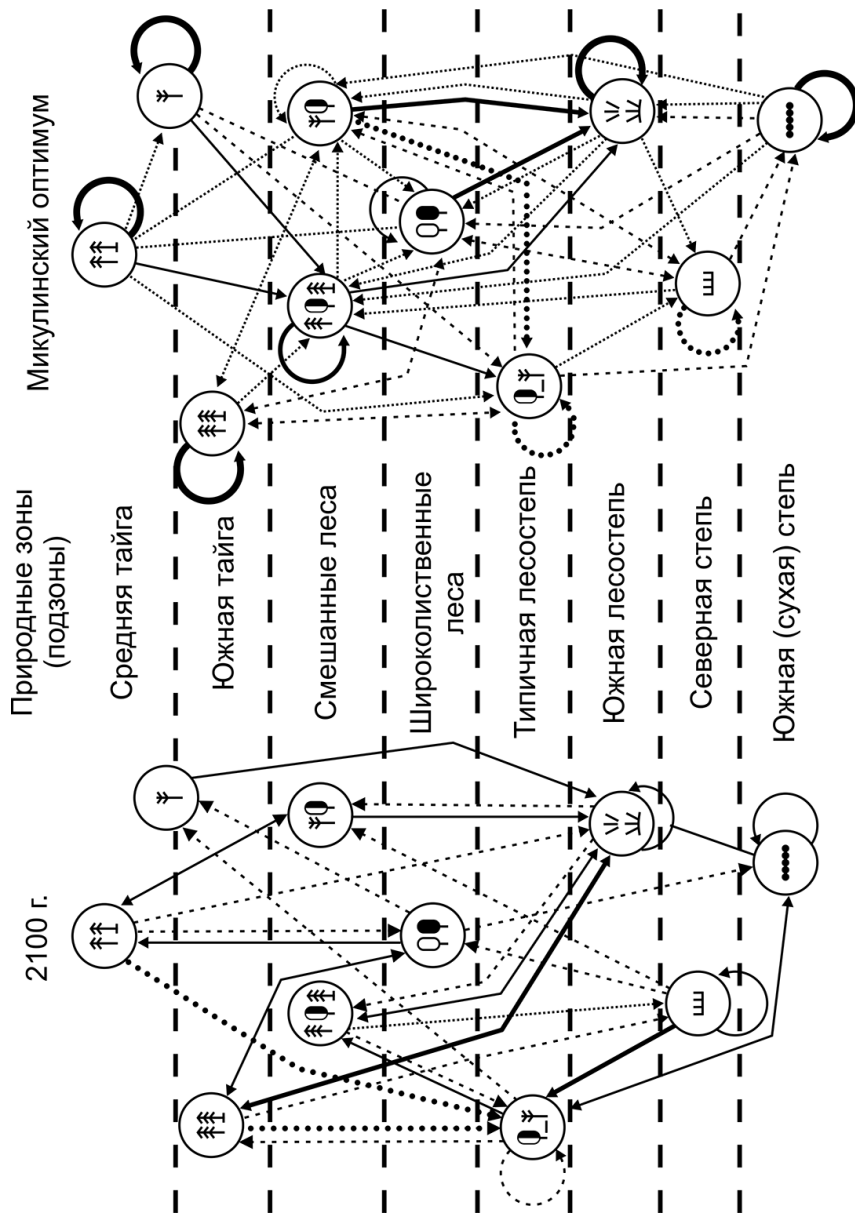 2100 г.
Природные зоны
(подзоны)
Микулинский оптимум
Средняя тайга
Южная тайга
Смешанные леса
Широколиственные
леса
Типичная лесостепь
Южная лесостепь
Северная степь
Южная (сухая) степь